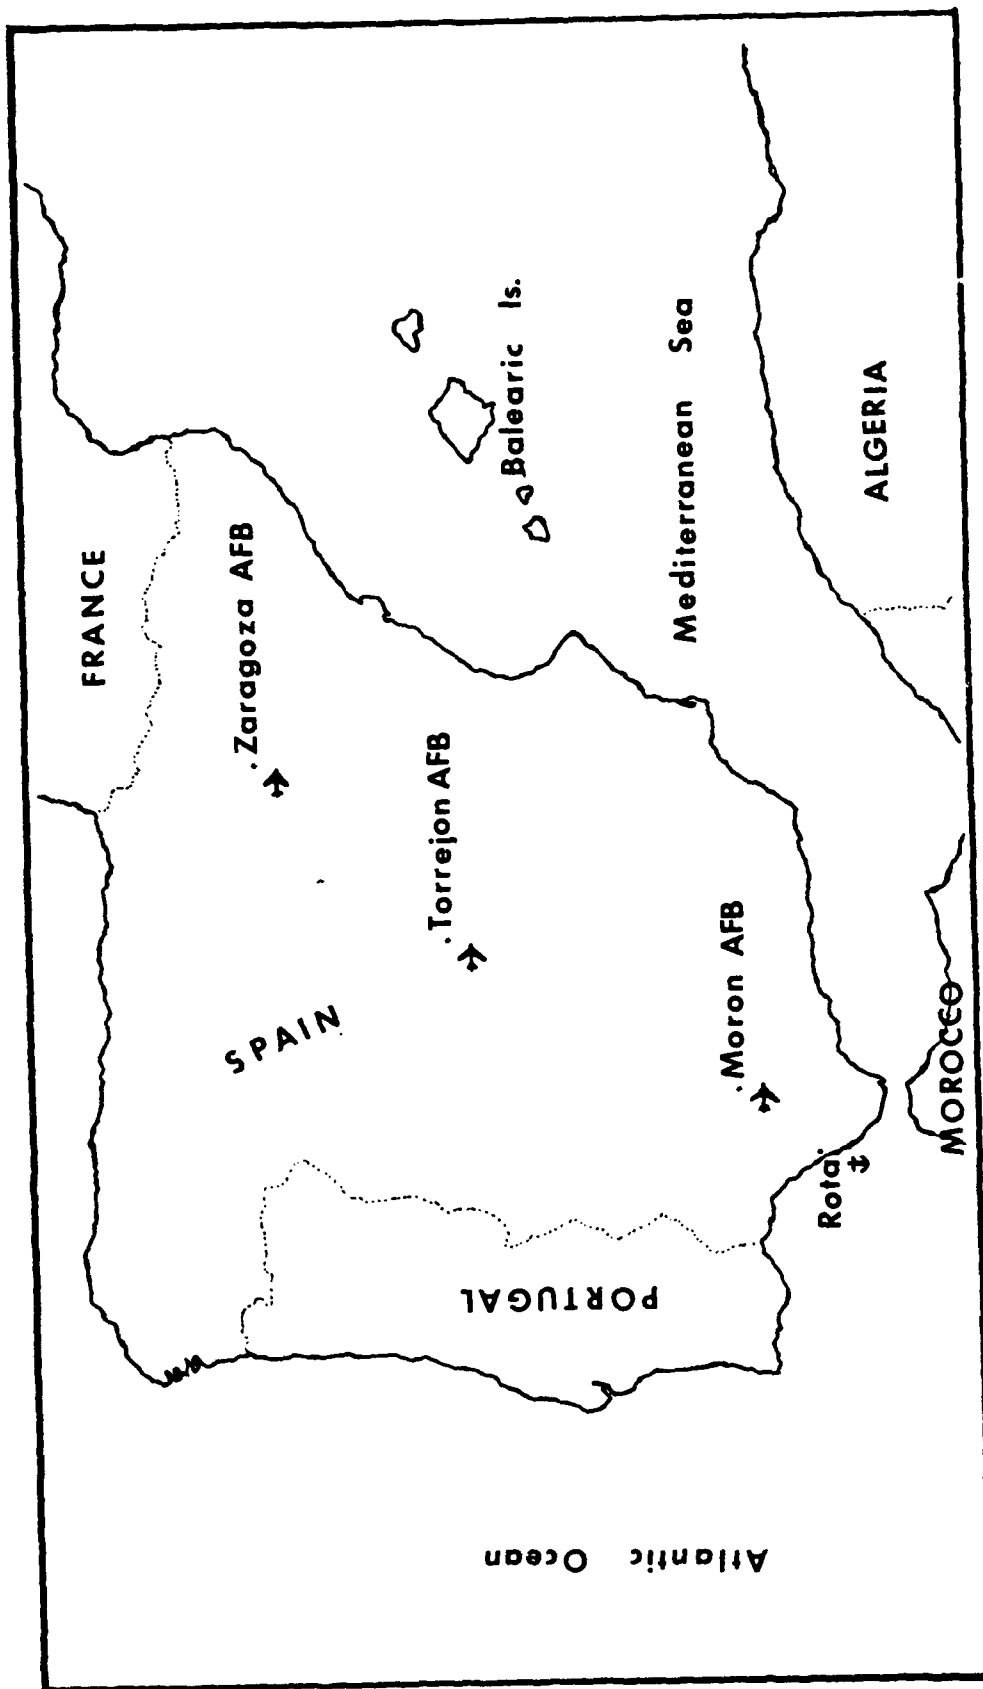 FRANCE
.Zaragoza AFB
.Torrejon AFB
SPAIN
Balearic Is.
PORTUGAL
Mediterranean Sea
.Moron AFB
Rota.
Atlantic Ocean
ALGERIA
MOROCCO